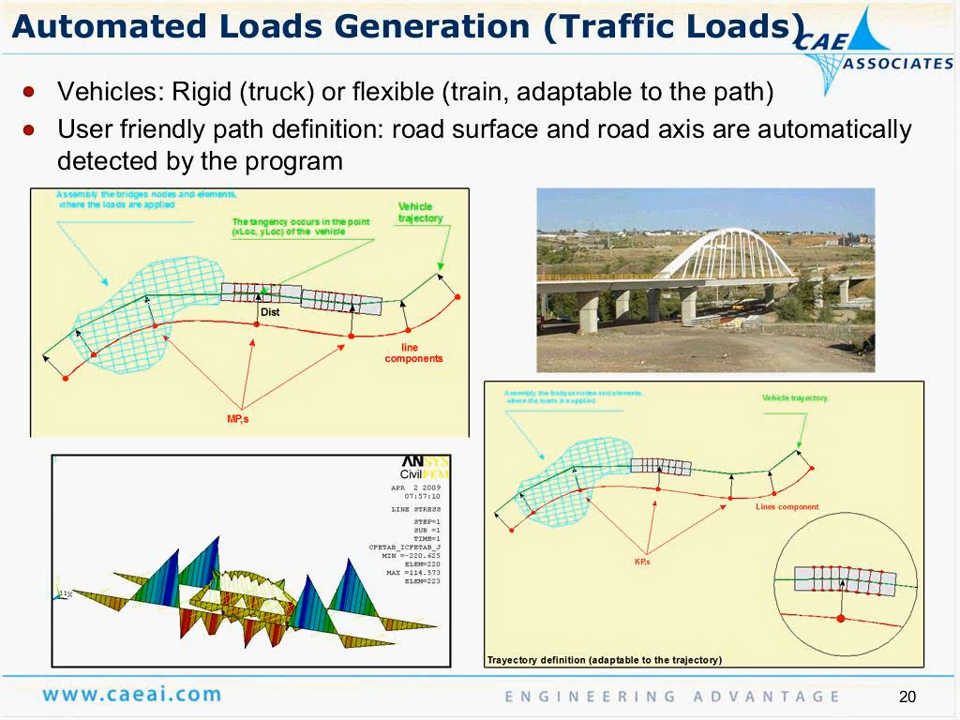 Automated Loads Generation (Traffic Loads)
CAE
ASSOCIATES
Vehicles: Rigid (truck) or flexible (train, adaptable to the path)
User friendly path definition: road surface and road axis are automatically
detected by the program
Assembly the bridges nodes and elements,
where the loads are applied
The tangency occurs in the point
(xLoc, yLoc) of the vehicle
Vehicle
trajectory
Dist
line
components
MP,s
Assembly the bridges nodes and elements,
where the loads are applied
Vehicle trayectory
Lines component
KP,s
Trayectory definition (adaptable to the trajectory)
ANSYS
CivilFEM
APR 2 2009
07:57:10
LINE STRESS
STEP=1
SUB =1
TIME=1
CFETAB_ICFETAB_J
MIN =-220.625
ELEM=220
MAX =114.573
ELEM=223
www.caeai.com
ENGINEERING ADVANTAGE
20